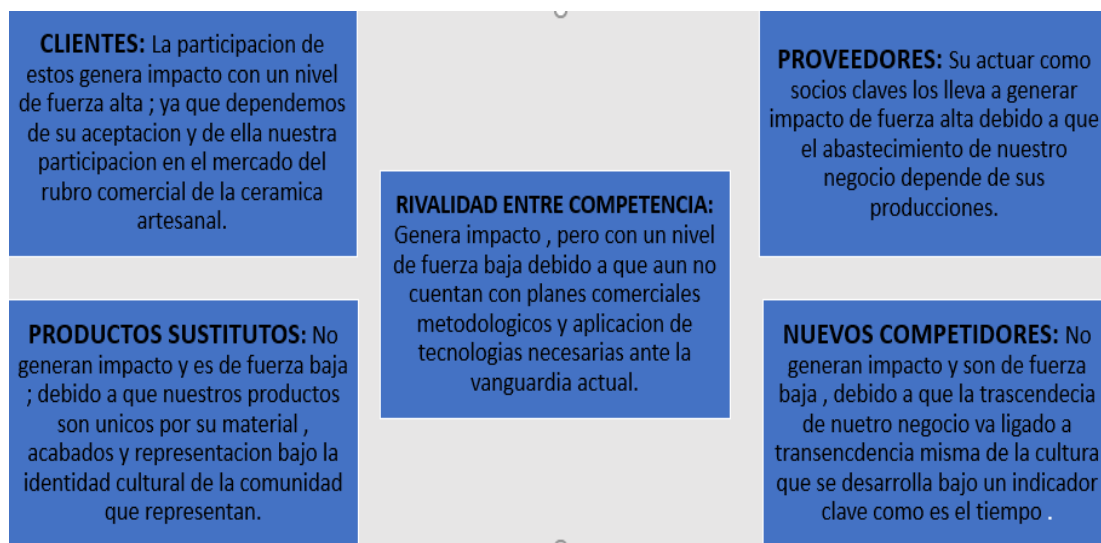 CLIENTES: La participacion de
estos genera impacto con un nivel
de fuerza alta ; ya que dependemos
de su aceptacion y de ella nuestra
participacion en el mercado del
rubro comercial de la ceramica
artesanal.
PROVEEDORES: Su actuar como
socios claves los lleva a generar
impacto de fuerza alta debido a que
el abastecimiento de nuestro
negocio depende de sus
producciones.
RIVALIDAD ENTRE COMPETENCIA:
Genera impacto , pero con un nivel
de fuerza baja debido a que aun no
cuentan con planes comerciales
metodologicos y aplicacion de
tecnologias necesarias ante la
vanguardia actual.
PRODUCTOS SUSTITUTOS: No
generan impacto y es de fuerza baja
; debido a que nuestros productos
son unicos por su material ,
acabados y representacion bajo la
identidad cultural de la comunidad
que representan.
NUEVOS COMPETIDORES: No
generan impacto y son de fuerza
baja , debido a que la trascendecia
de nuetro negocio va ligado a
transencdencia misma de la cultura
que se desarrolla bajo un indicador
clave como es el tiempo .